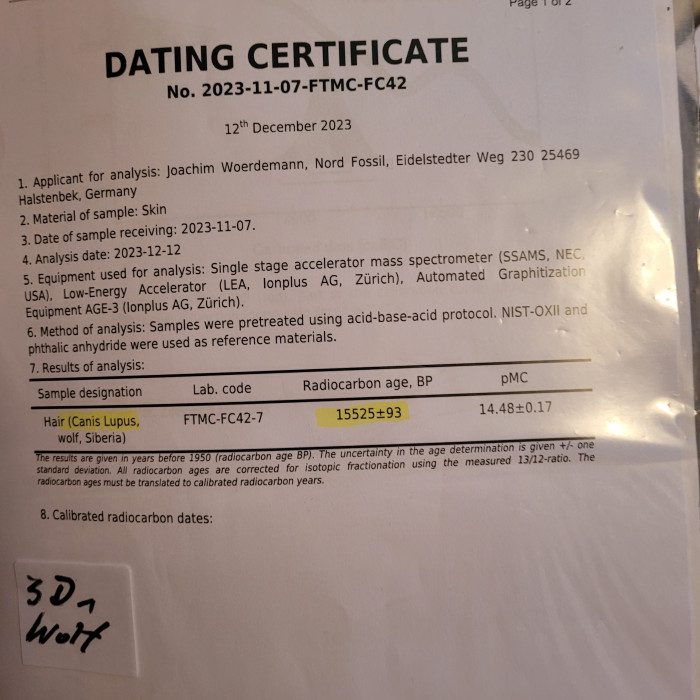 Page 1 of 2
DATING CERTIFICATE
No. 2023-11-07-FTMC-FC42
12th December 2023
1. Applicant for analysis: Joachim Woerdemann, Nord Fossil, Eidelstedter Weg 230 25469
Halstenbek, Germany
2. Material of sample: Skin
3. Date of sample receiving: 2023-11-07.
4. Analysis date: 2023-12-12
5. Equipment used for analysis: Single stage accelerator mass spectrometer (SSAMS, NEC,
USA), Low-Energy Accelerator (LEA, Ionplus AG, Zürich), Automated Graphitization
Equipment AGE-3 (Ionplus AG, Zürich).
6. Method of analysis: Samples were pretreated using acid-base-acid protocol. NIST-OXII and
phthalic anhydride were used as reference materials.
7. Results of analysis:
Sample designation Lab. code Radiocarbon age, BP pMC
Hair (Canis Lupus, FTMC-FC42-7 15525±93 14.48±0.17
wolf, Siberia)
The results are given in years before 1950 (radiocarbon age BP). The uncertainty in the age determination is given +/- one
standard deviation. All radiocarbon ages are corrected for isotopic fractionation using the measured 13/12-ratio. The
radiocarbon ages must be translated to calibrated radiocarbon years.
8. Calibrated radiocarbon dates:
3D
Wolf